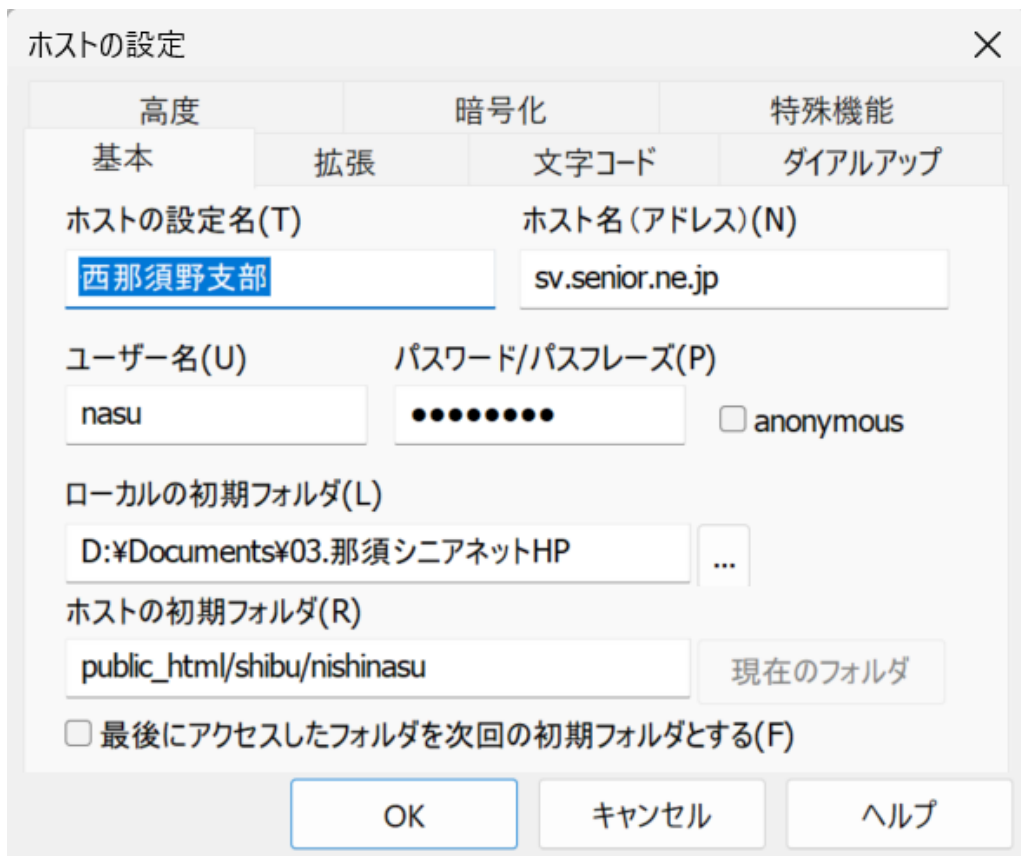 ホストの設定
高度 暗号化 特殊機能
基本 拡張 文字コード ダイアルアップ
ホストの設定名(T) ホスト名(アドレス)(N)
西那須野支部 sv.senior.ne.jp
ユーザー名(U) パスワード/パスフレーズ(P)
nasu ●●●●●●●● anonymous
ローカルの初期フォルダ(L)
D:¥Documents¥03.那須シニアネットHP ...
ホストの初期フォルダ(R)
public_html/shibu/nishinasu 現在のフォルダ
最後にアクセスしたフォルダを次回の初期フォルダとする(F)
OK キャンセル ヘルプ